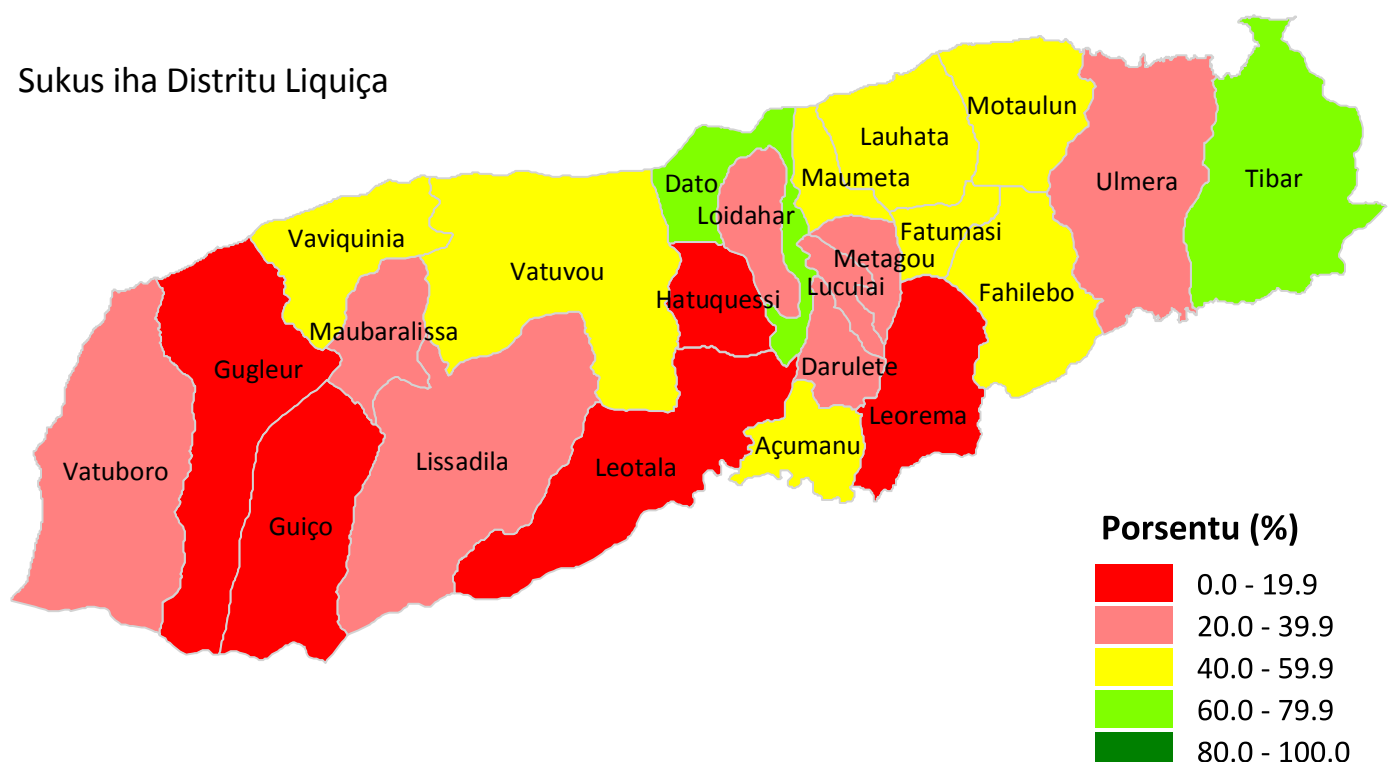 Sukus iha Distritu Liquiça
Motaulun
Lauhata
Maumeta
Dato
Ulmera
Tibar
Loidahar
Vaviquinia
Fatumasi
Metagou
Vatuvou
Luculai
Hatuquessi
Fahilebo
Maubaralissa
Gugleur
Darulete
Leorema
Açumanu
Vatuboro
Lissadila
Leotala
Guiço
Porsentu (%)
0.0 - 19.9
20.0 - 39.9
40.0 - 59.9
60.0 - 79.9
80.0 - 100.0